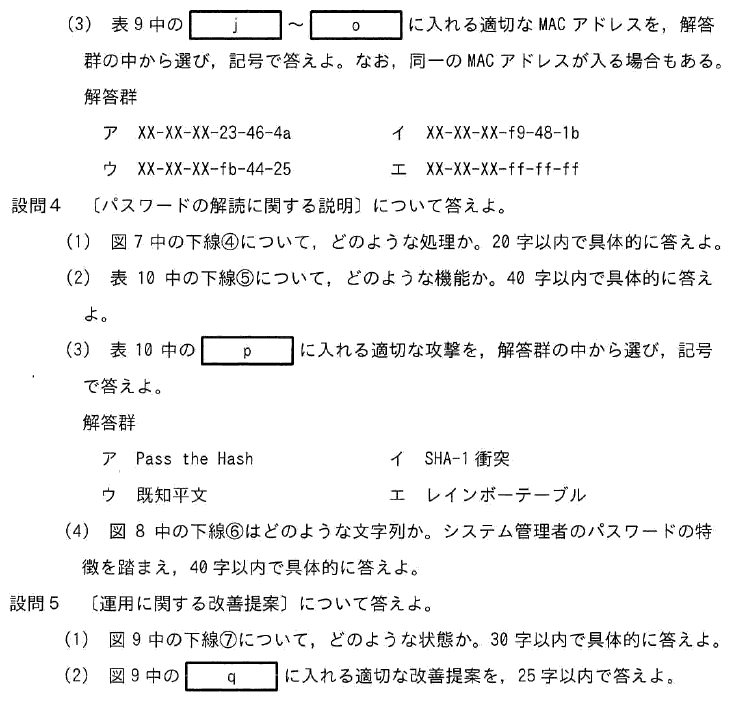 (3) 表9中の j ～ o に入れる適切なMACアドレスを，解答
群の中から選び，記号で答えよ。なお，同一のMACアドレスが入る場合もある。
解答群
ア XX-XX-XX-23-46-4a イ XX-XX-XX-f9-48-1b
ウ XX-XX-XX-fb-44-25 エ XX-XX-XX-ff-ff-ff
設問4 〔パスワードの解読に関する説明〕について答えよ。
(1) 図7中の下線④について，どのような処理か。20字以内で具体的に答えよ。
(2) 表10中の下線⑤について，どのような機能か。40字以内で具体的に答え
よ。
(3) 表10中の p に入れる適切な攻撃を，解答群の中から選び，記号
で答えよ。
解答群
ア Pass the Hash イ SHA-1衝突
ウ 既知平文 エ レインボーテーブル
(4) 図8中の下線⑥はどのような文字列か。システム管理者のパスワードの特
徴を踏まえ，40字以内で具体的に答えよ。
設問5 〔運用に関する改善提案〕について答えよ。
(1) 図9中の下線⑦について，どのような状態か。30字以内で具体的に答えよ。
(2) 図9中の q に入れる適切な改善提案を，25字以内で答えよ。